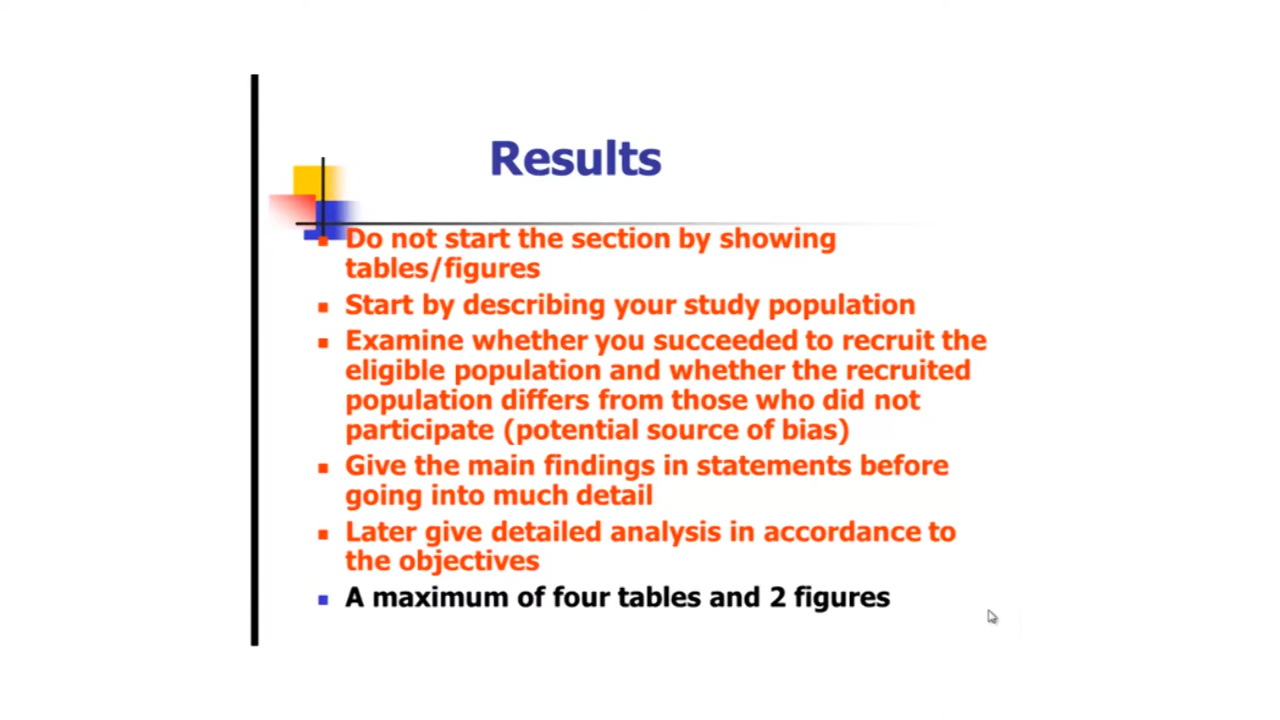 Results
Do not start the section by showing
tables/figures
Start by describing your study population
Examine whether you succeeded to recruit the
eligible population and whether the recruited
population differs from those who did not
participate (potential source of bias)
Give the main findings in statements before
going into much detail
Later give detailed analysis in accordance to
the objectives
A maximum of four tables and 2 figures